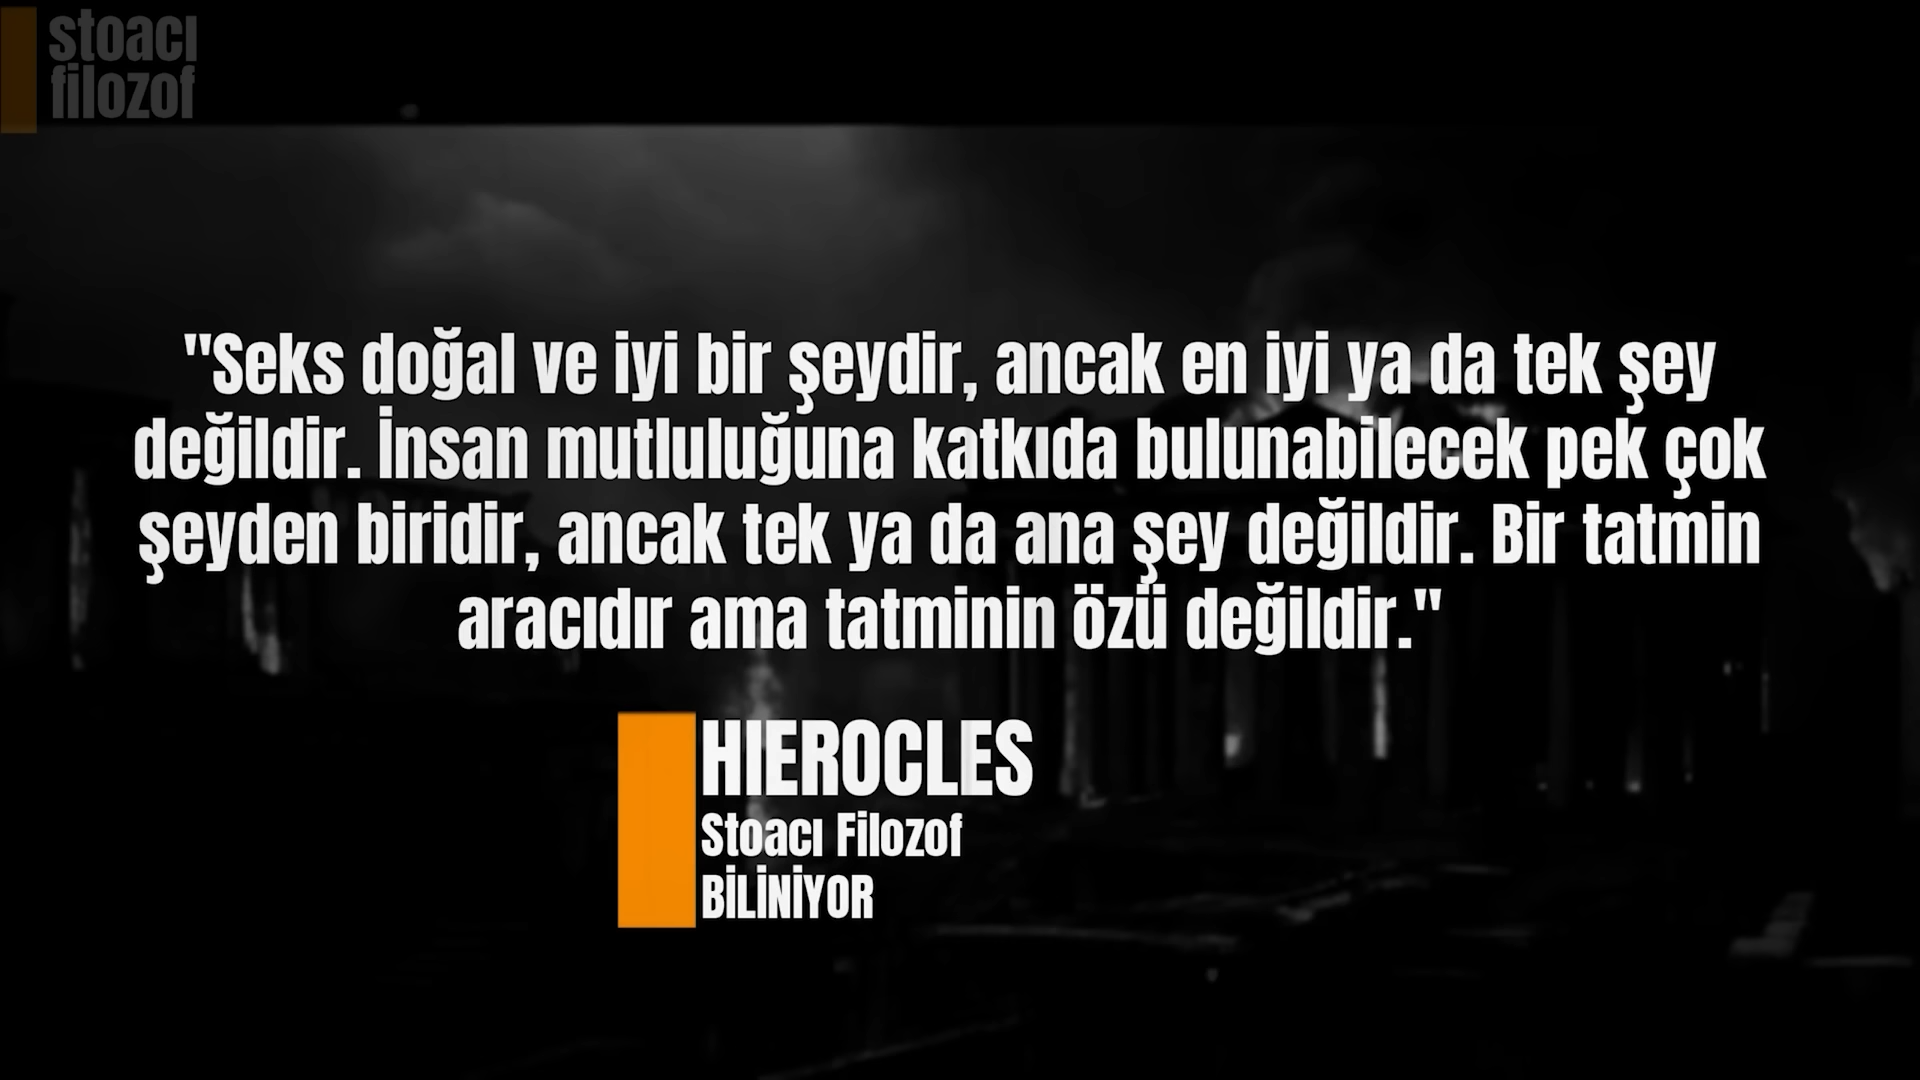 stoacı
filozof
"Seks doğal ve iyi bir şeydir, ancak en iyi ya da tek şey
değildir. İnsan mutluluğuna katkıda bulunabilecek pek çok
şeyden biridir, ancak tek ya da ana şey değildir. Bir tatmin
aracıdır ama tatminin özü değildir."
HIEROCLES
Stoacı Filozof
BİLİNİYOR